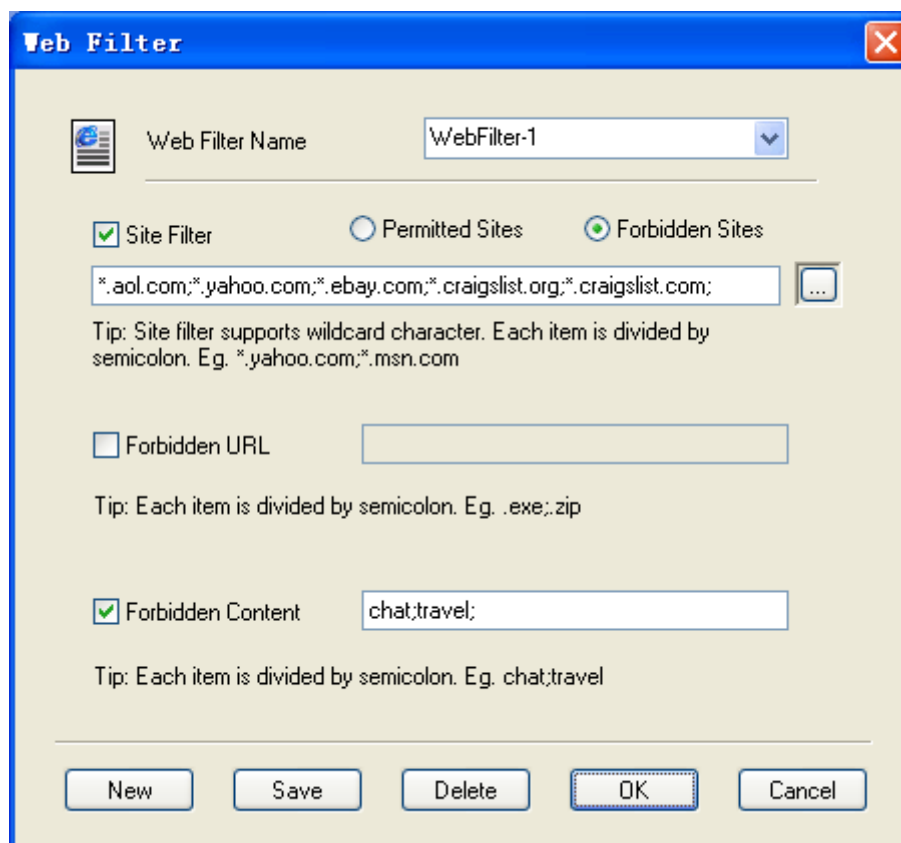 Web Filter
Web Filter Name
WebFilter-1
Site Filter
Permitted Sites
Forbidden Sites
*.aol.com;*.yahoo.com;*.ebay.com;*.craigslist.org;*.craigslist.com;
...
Tip: Site filter supports wildcard character. Each item is divided by
semicolon. Eg. *.yahoo.com;*.msn.com
Forbidden URL
Tip: Each item is divided by semicolon. Eg. .exe;.zip
Forbidden Content
chat;travel;
Tip: Each item is divided by semicolon. Eg. chat;travel
New
Save
Delete
OK
Cancel